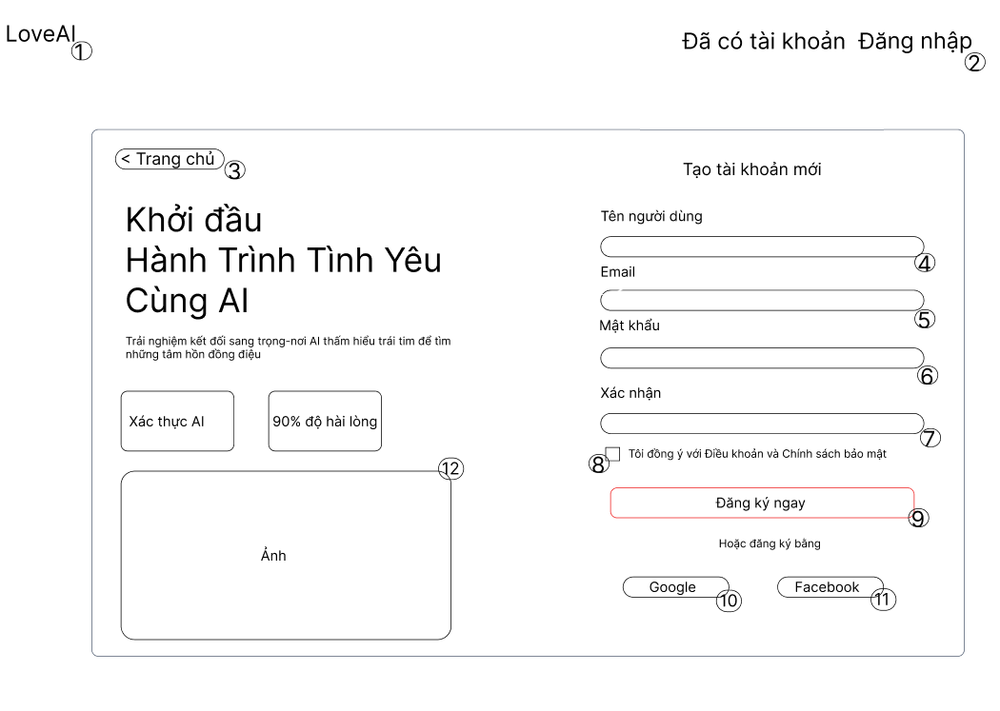 LoveAI
1
Đã có tài khoản Đăng nhập
2
< Trang chủ
3
Khởi đầu
Hành Trình Tình Yêu
Cùng AI
Trải nghiệm kết đối sang trọng-nơi AI thấm hiểu trái tim để tìm
những tâm hồn đồng điệu
Xác thực AI
90% độ hài lòng
12
Ảnh
Tạo tài khoản mới
Tên người dùng
4
Email
5
Mật khẩu
6
Xác nhận
7
8
Tôi đồng ý với Điều khoản và Chính sách bảo mật
Đăng ký ngay
9
Hoặc đăng ký bằng
Google
10
Facebook
11